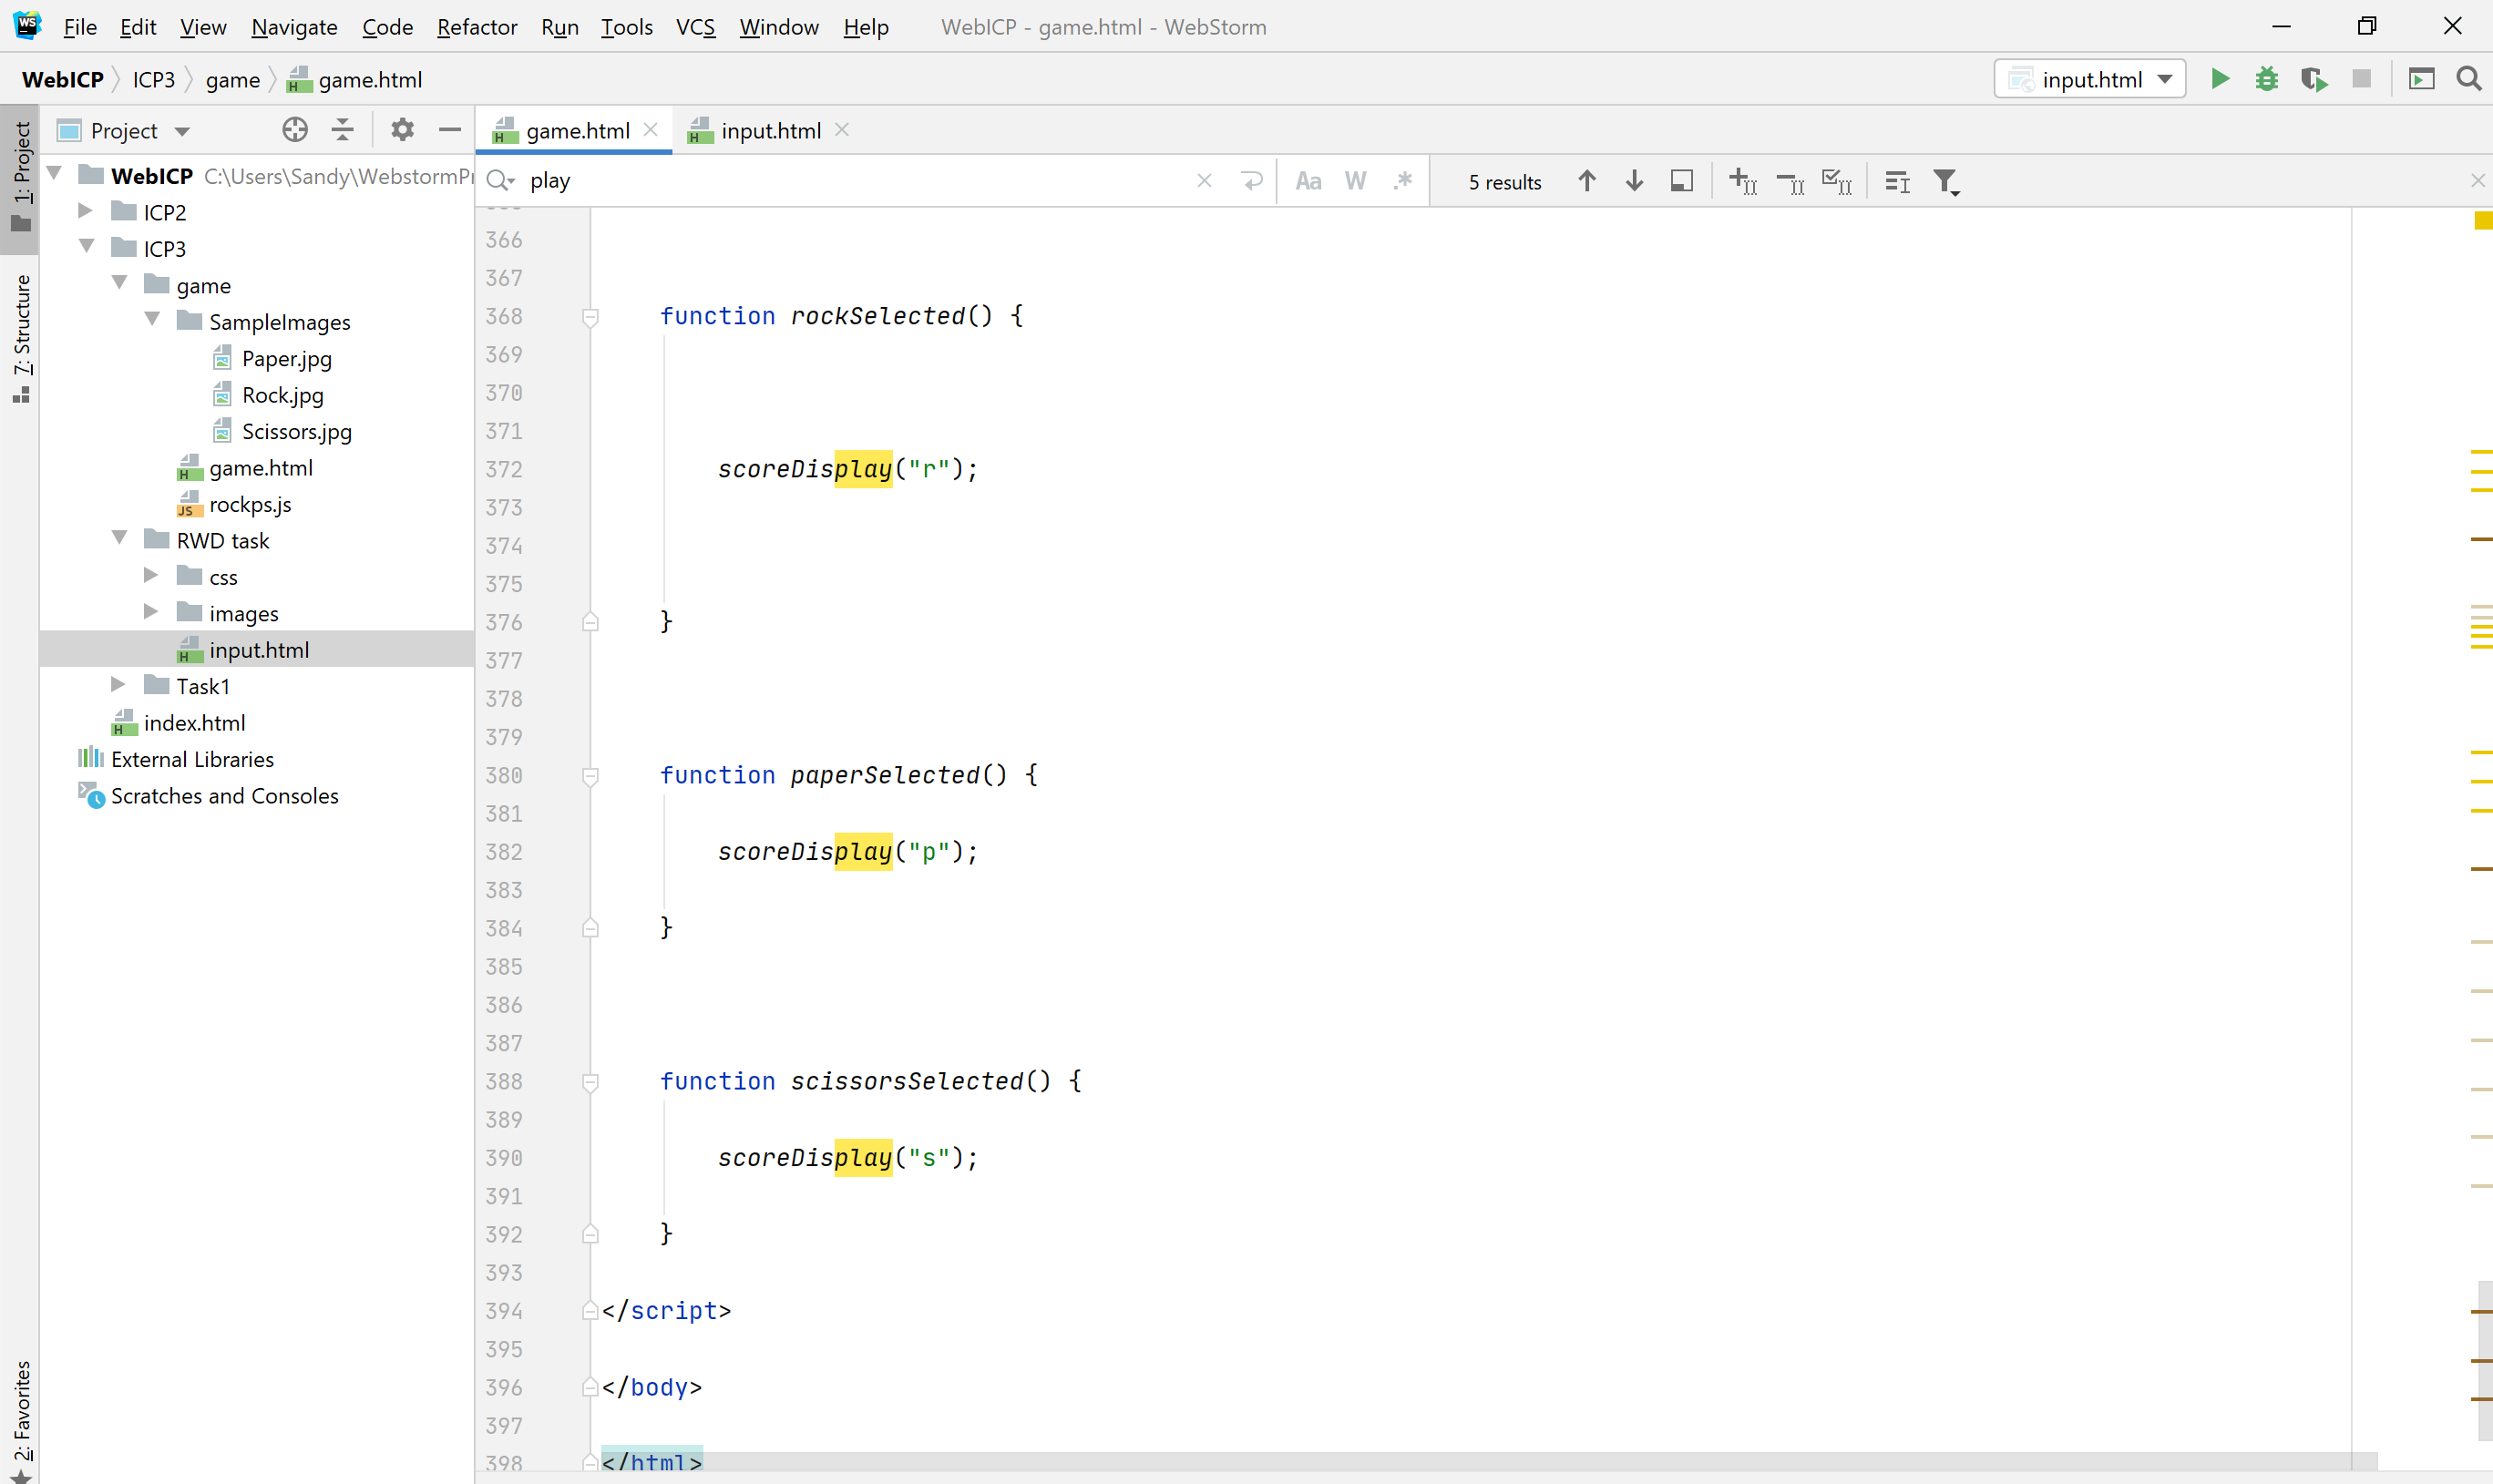 WS File Edit View Navigate Code Refactor Run Tools VCS Window Help WebICP - game.html - WebStorm
WebICP ICP3 game game.html input.html
1: Project
7: Structure
2: Favorites
Project
WebICP C:\Users\Sandy\WebstormPr
ICP2
ICP3
game
SampleImages
Paper.jpg
Rock.jpg
Scissors.jpg
game.html
rockps.js
RWD task
css
images
input.html
Task1
index.html
External Libraries
Scratches and Consoles
game.html input.html
play Aa W .* 5 results
366
367
368 function rockSelected() {
369
370
371
372 scoreDisplay("r");
373
374
375
376 }
377
378
379
380 function paperSelected() {
381
382 scoreDisplay("p");
383
384 }
385
386
387
388 function scissorsSelected() {
389
390 scoreDisplay("s");
391
392 }
393
394 </script>
395
396 </body>
397
398 </html>